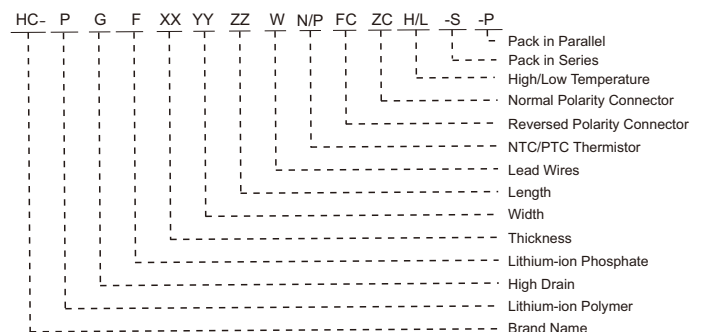 HC- P G F XX YY ZZ W N/P FC ZC H/L -S -P
Pack in Parallel
Pack in Series
High/Low Temperature
Normal Polarity Connector
Reversed Polarity Connector
NTC/PTC Thermistor
Lead Wires
Length
Width
Thickness
Lithium-ion Phosphate
High Drain
Lithium-ion Polymer
Brand Name